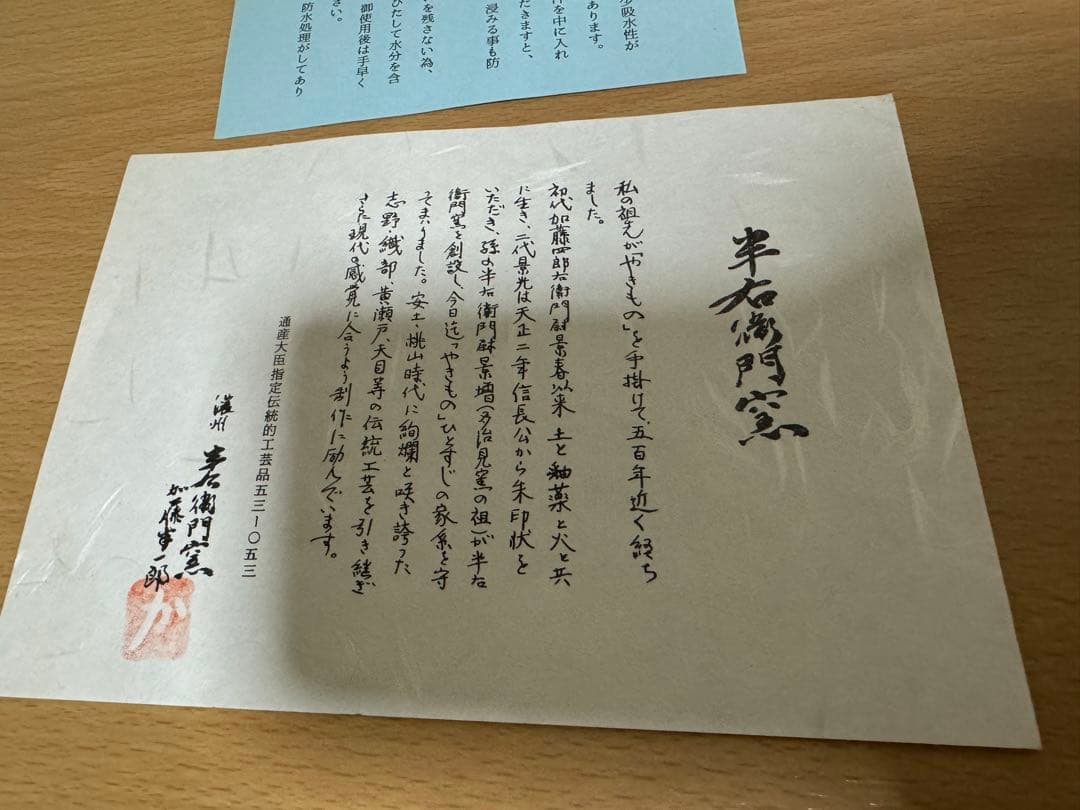 吸水性が
あります。
を中に入れ
だきますと、
浸みる事も防
を残さない為、
ひたして水分を含
御使用後は手早く
さい。
防水処理がしてあり
半右衛門窯
私の祖先が「やきもの」を手掛けて、五百年近く経ち
ました。
初代加藤四郎右衛門尉景春以来 土と釉薬と火と共
に生き、二代景光は天正二年信長公から朱印状を
いただき、孫の半右衛門尉景増(多治見窯の祖)が半右
衛門窯を創設し、今日迄「やきもの」ひとすじの家系を守
ってまいりました。安土、桃山時代に絢爛と咲き誇った
志野・織部、黄瀬戸、天目等の伝統工芸を引き継ぎ
さらに現代の感覚に合うよう制作に励んでいます。
通産大臣指定伝統的工芸品五三ー〇五三
濃州 半右衛門窯
加藤 一郎
か